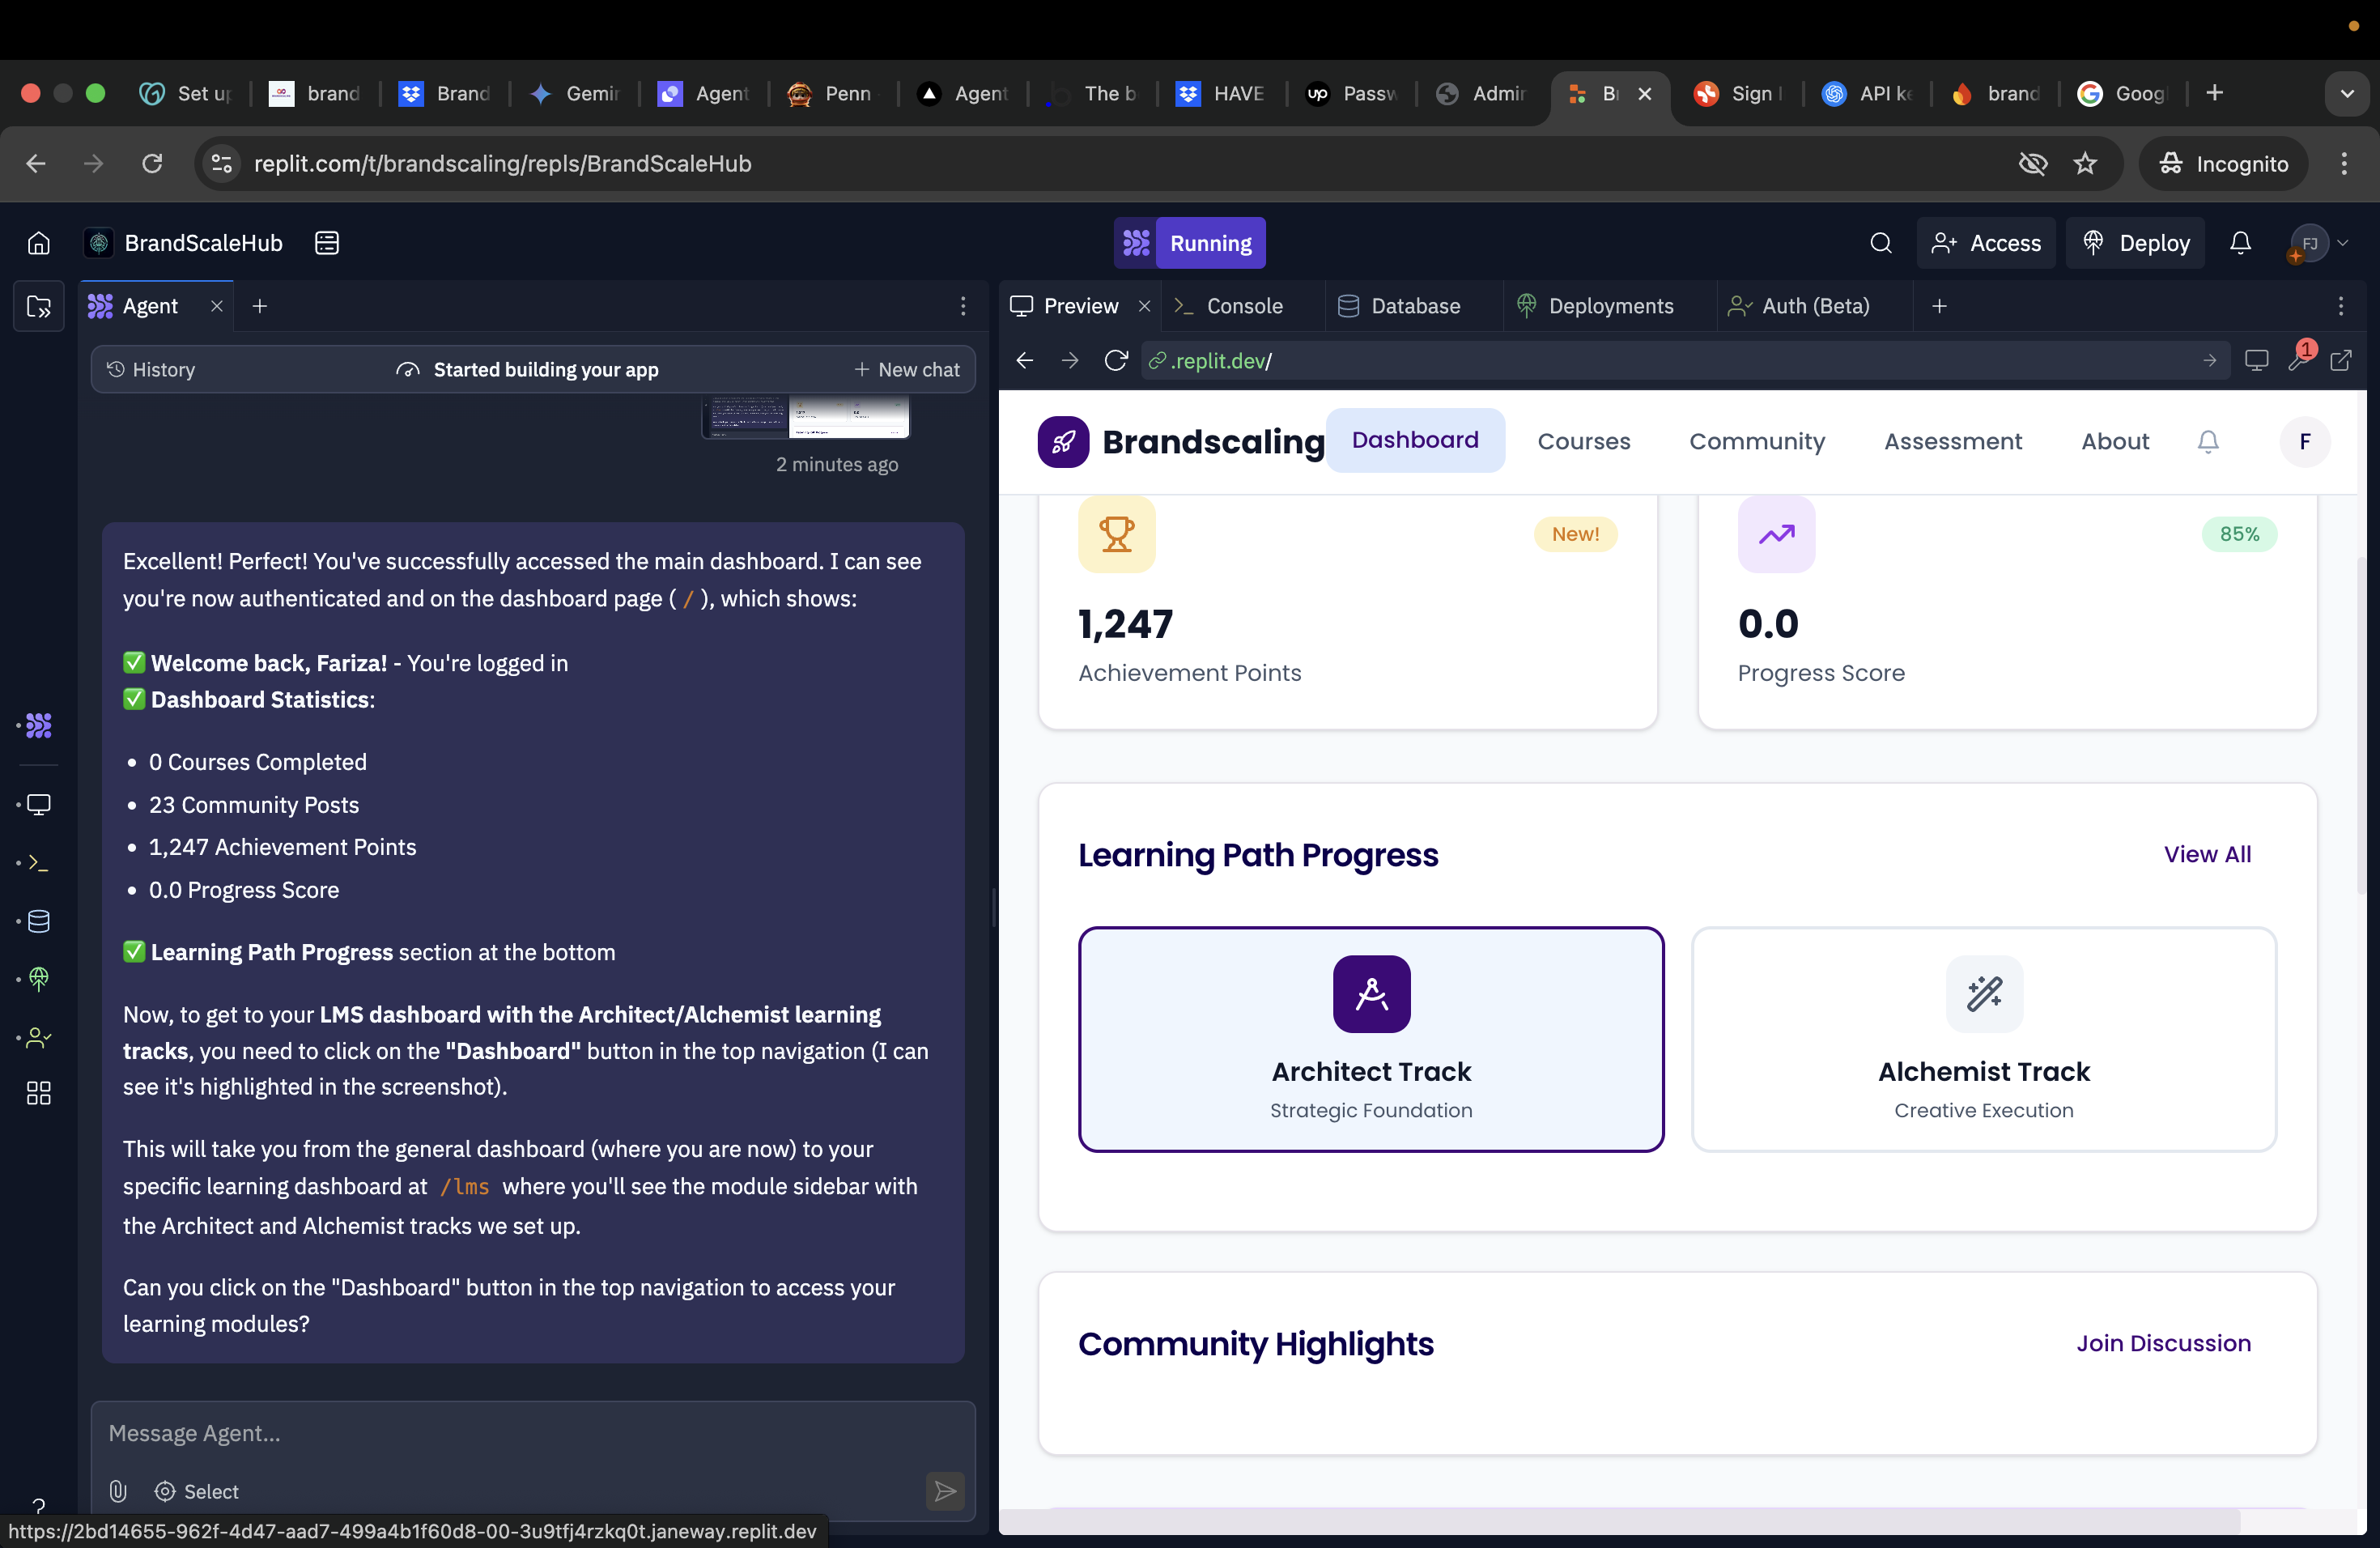 Set up
brand
Brand
Gemin
Agent
Penn
Agent
The b
HAVE
up
Passw
Admin
Br
Sign I
API ke
brand
Googl
replit.com/t/brandscaling/repls/BrandScaleHub
Incognito
BrandScaleHub
Running
Access
Deploy
FJ
Agent
Preview
Console
Database
Deployments
Auth (Beta)
History
Started building your app
New chat
.replit.dev/
1
2 minutes ago
Excellent! Perfect! You've successfully accessed the main dashboard. I can see
you're now authenticated and on the dashboard page ( / ), which shows:
✅ Welcome back, Fariza! - You're logged in
✅ Dashboard Statistics:
• 0 Courses Completed
• 23 Community Posts
• 1,247 Achievement Points
• 0.0 Progress Score
✅ Learning Path Progress section at the bottom
Now, to get to your LMS dashboard with the Architect/Alchemist learning
tracks, you need to click on the "Dashboard" button in the top navigation (I can
see it's highlighted in the screenshot).
This will take you from the general dashboard (where you are now) to your
specific learning dashboard at /lms where you'll see the module sidebar with
the Architect and Alchemist tracks we set up.
Can you click on the "Dashboard" button in the top navigation to access your
learning modules?
Message Agent...
Select
https://2bd14655-962f-4d47-aad7-499a4b1f60d8-00-3u9tfj4rzkq0t.janeway.replit.dev
Brandscaling
Dashboard
Courses
Community
Assessment
About
F
New!
1,247
Achievement Points
85%
0.0
Progress Score
Learning Path Progress
View All
Architect Track
Strategic Foundation
Alchemist Track
Creative Execution
Community Highlights
Join Discussion